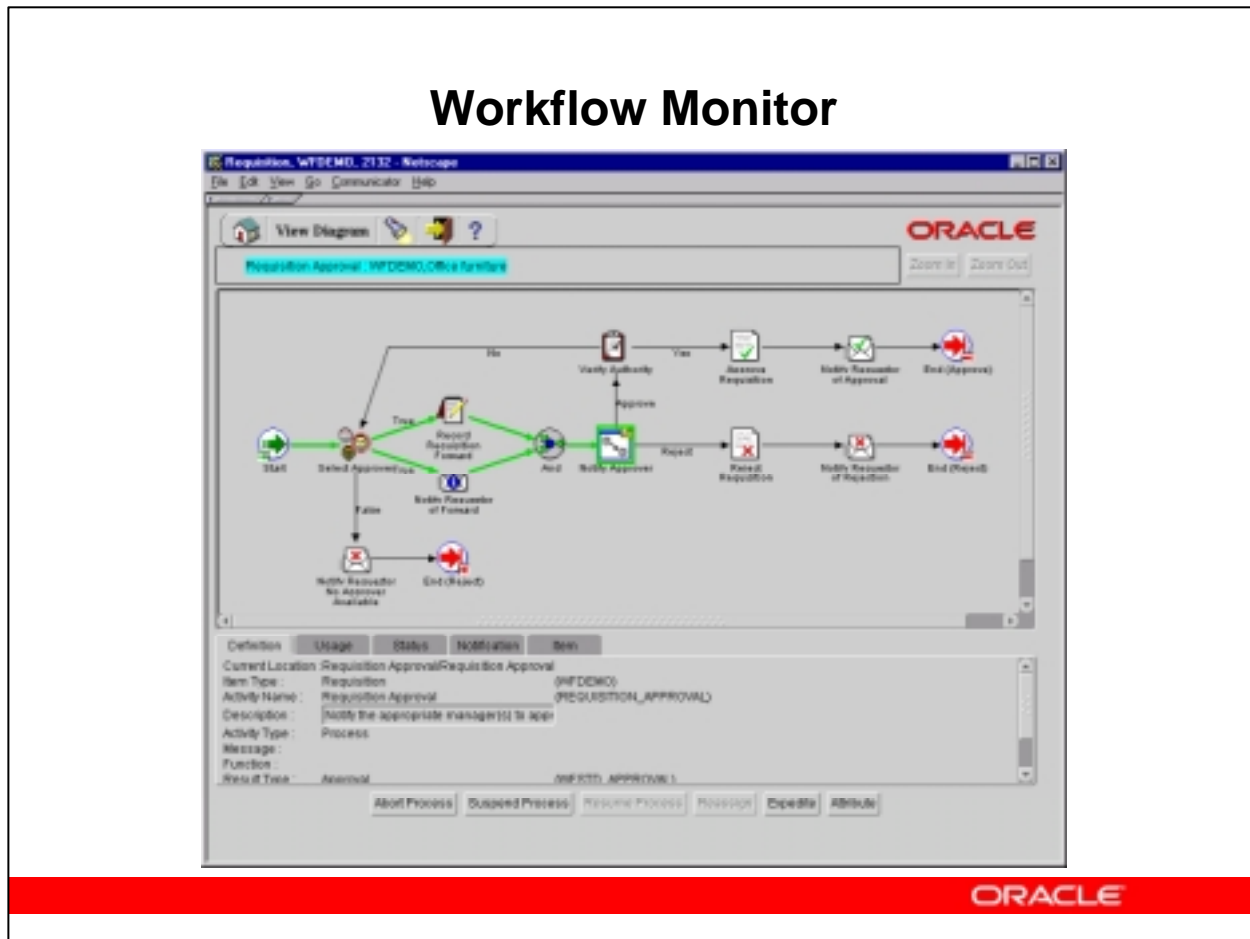 Workflow Monitor
Requisition, WFDEMO, 2132 - Netscape
File Edit View Go Communicator Help
View Diagram ?
ORACLE
Requisition Approval : WFDEMO,Office furniture
Zoom In Zoom Out
No
Verify Authority
Yes
Approve
Requisition
Notify Requestor
of Approval
End (Approve)
Approve
True
Record
Requisition
Forward
Start
Select Approver
And
Notify Approver
Reject
Reject
Requisition
Notify Requestor
of Rejection
End (Reject)
Notify Requestor
of Forward
False
Notify Requestor
No Approver
Available
End (Reject)
Definition Usage Status Notification Item
Current Location :Requisition Approval/Requisition Approval
Item Type : Requisition (WFDEMO)
Activity Name : Requisition Approval (REQUISITION_APPROVAL)
Description : Notify the appropriate manager(s) to appr
Activity Type : Process
Message :
Function :
Result Type : Approval (WFSTD_APPROVAL)
Abort Process Suspend Process Resume Process Reassign Expedite Attribute
ORACLE